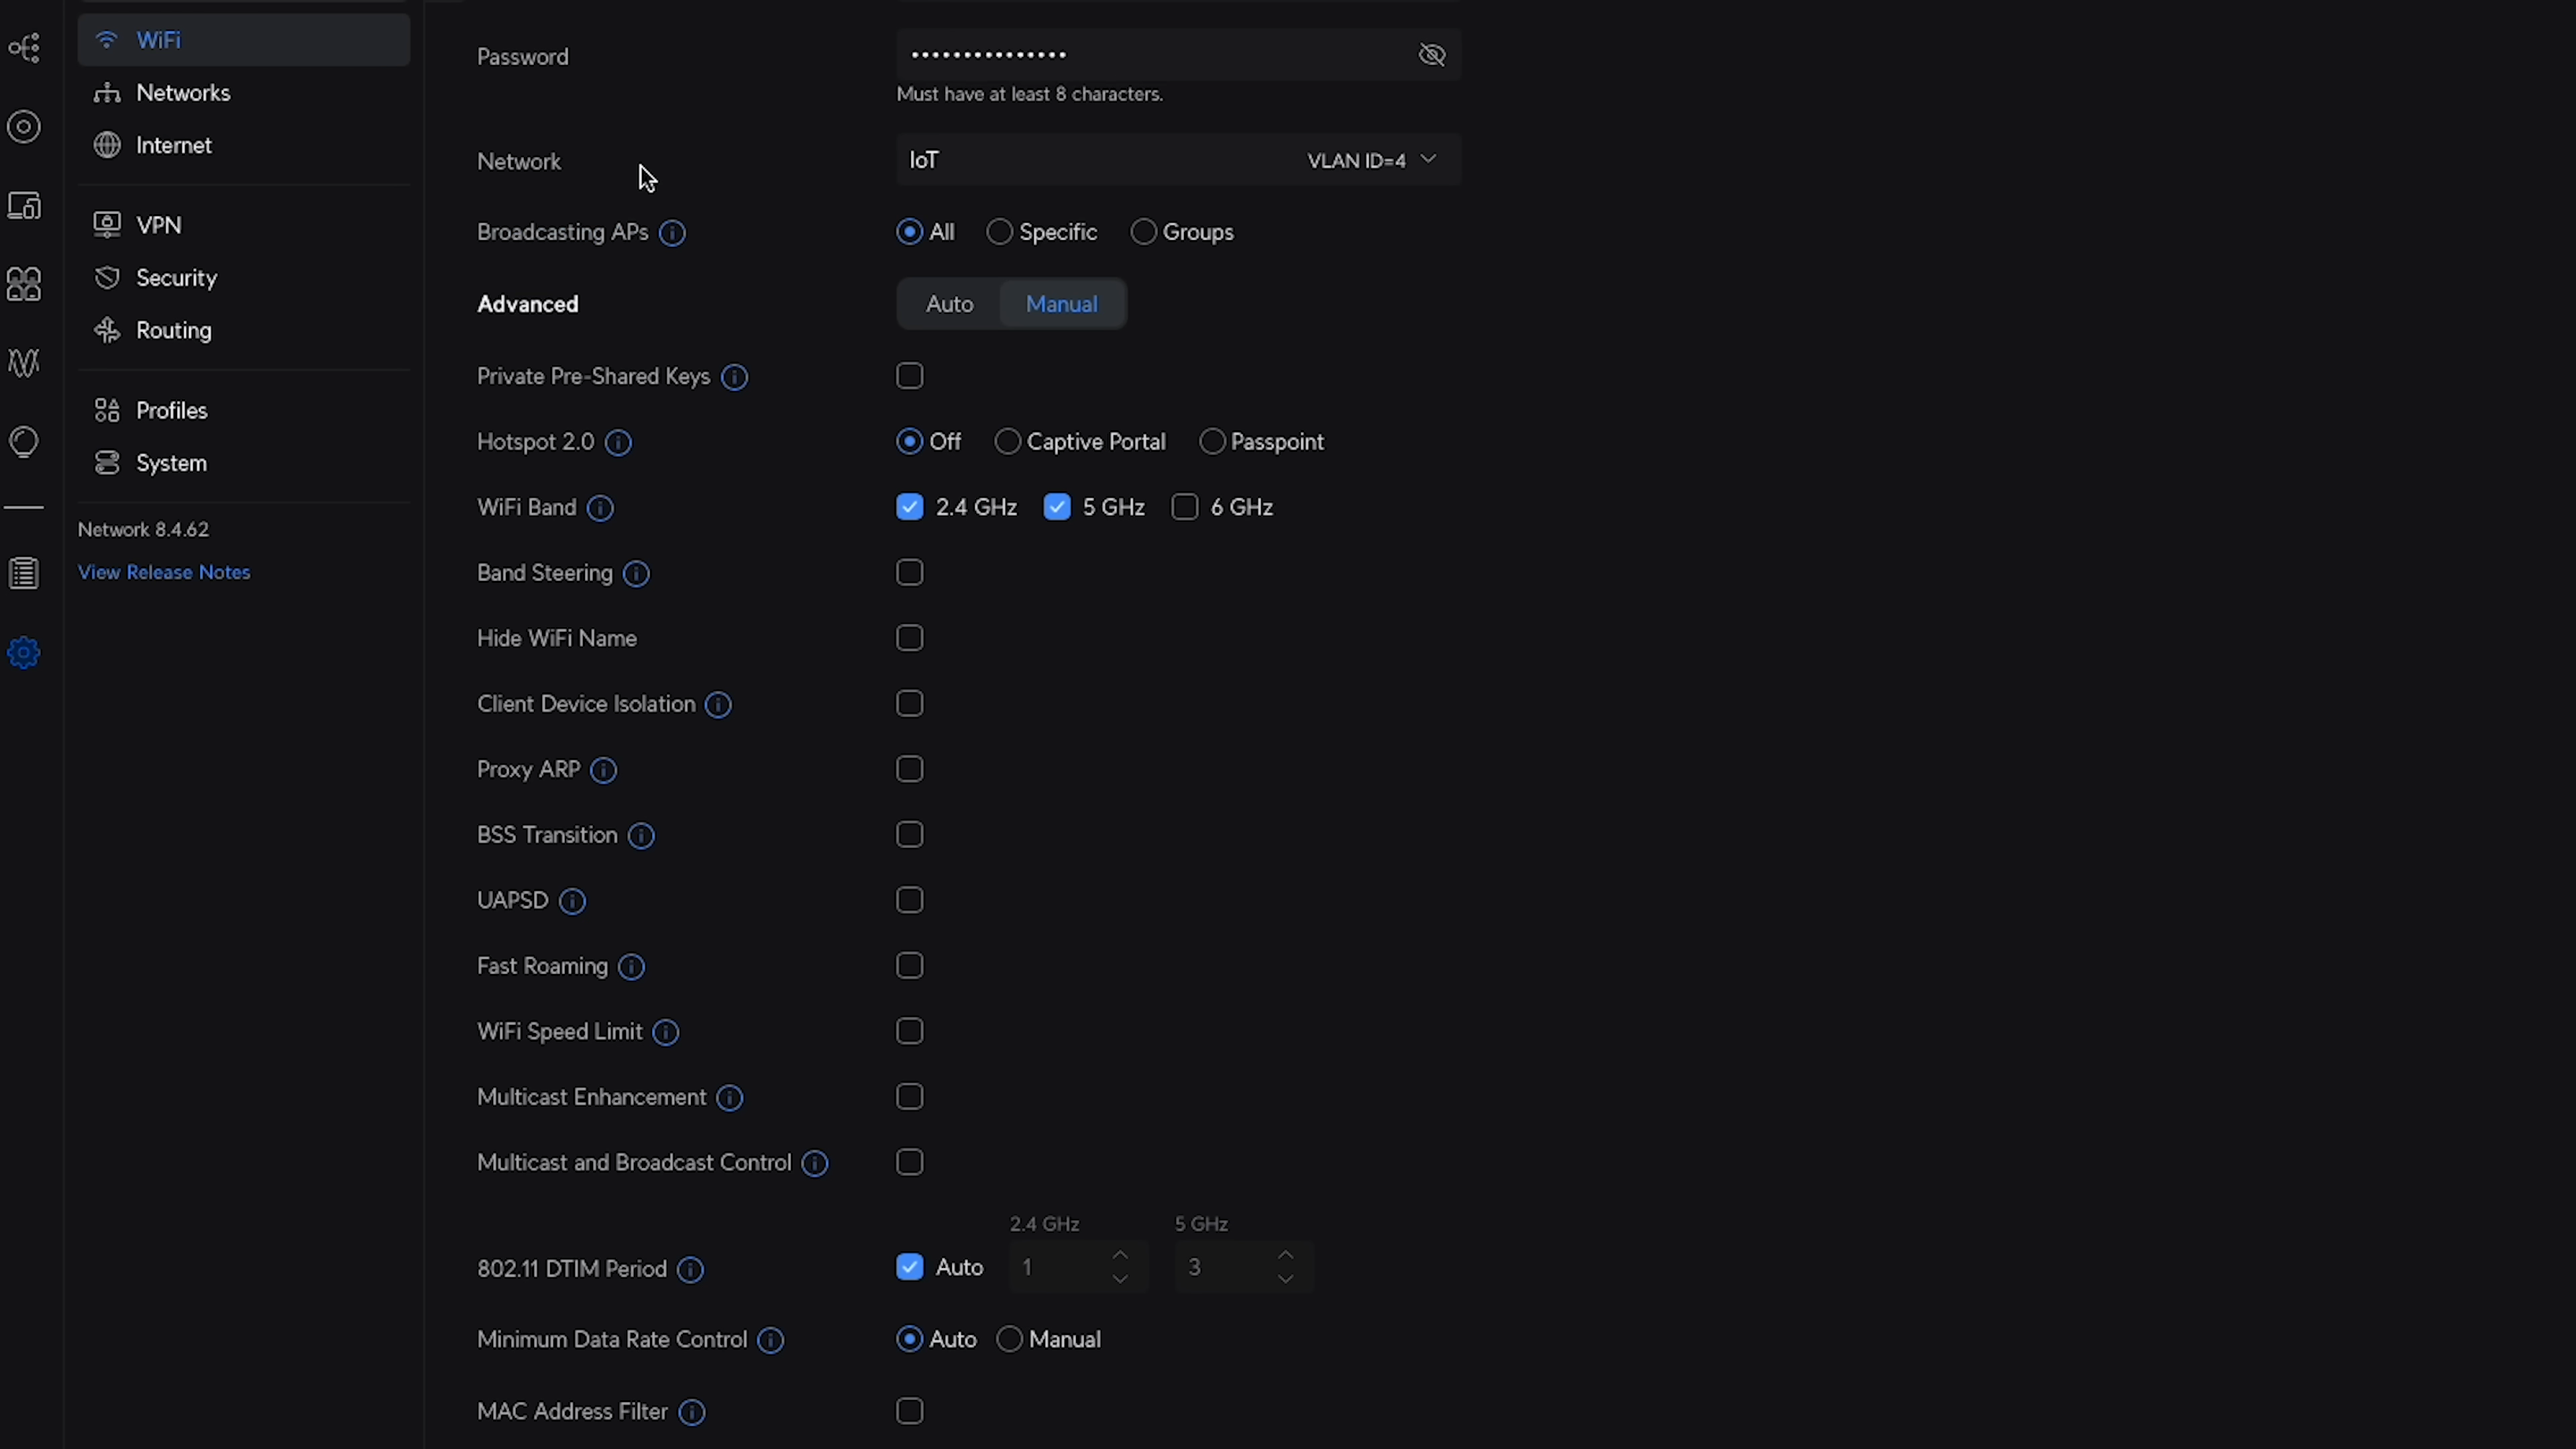 WiFi
Networks
Internet
VPN
Security
Routing
Profiles
System
Network 8.4.62
View Release Notes
Password
•••••••••••••••
Must have at least 8 characters.
Network IoT VLAN ID=4
Broadcasting APs All Specific Groups
Advanced Auto Manual
Private Pre-Shared Keys
Hotspot 2.0 Off Captive Portal Passpoint
WiFi Band 2.4 GHz 5 GHz 6 GHz
Band Steering
Hide WiFi Name
Client Device Isolation
Proxy ARP
BSS Transition
UAPSD
Fast Roaming
WiFi Speed Limit
Multicast Enhancement
Multicast and Broadcast Control
2.4 GHz 5 GHz
802.11 DTIM Period Auto 1 3
Minimum Data Rate Control Auto Manual
MAC Address Filter